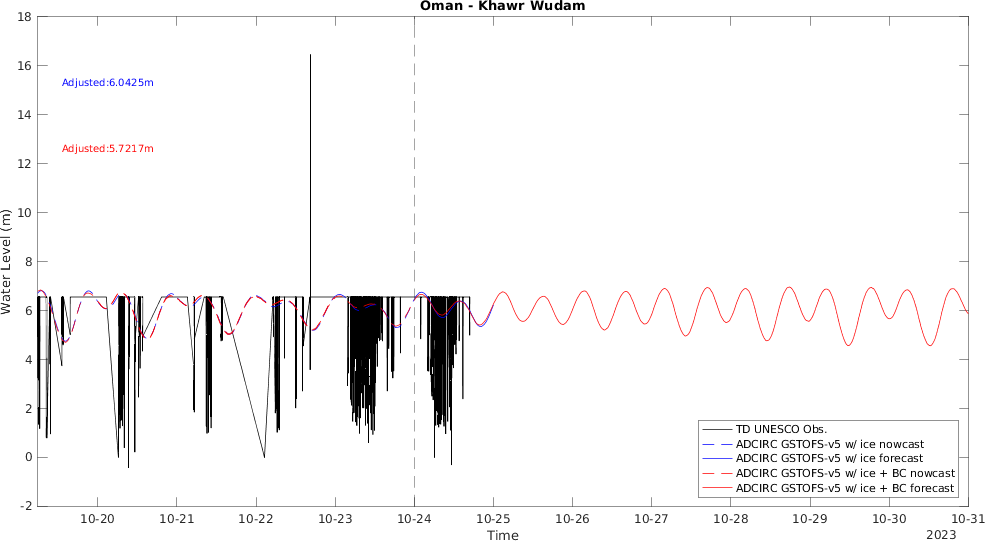 Oman - Khawr Wudam
18
16
14
12
10
8
6
4
2
0
-2
Water Level (m)
Adjusted:6.0425m
Adjusted:5.7217m
TD UNESCO Obs.
ADCIRC GSTOFS-v5 w/ ice nowcast
ADCIRC GSTOFS-v5 w/ ice forecast
ADCIRC GSTOFS-v5 w/ ice + BC nowcast
ADCIRC GSTOFS-v5 w/ ice + BC forecast
10-20 10-21 10-22 10-23 10-24 10-25 10-26 10-27 10-28 10-29 10-30 10-31
Time
2023